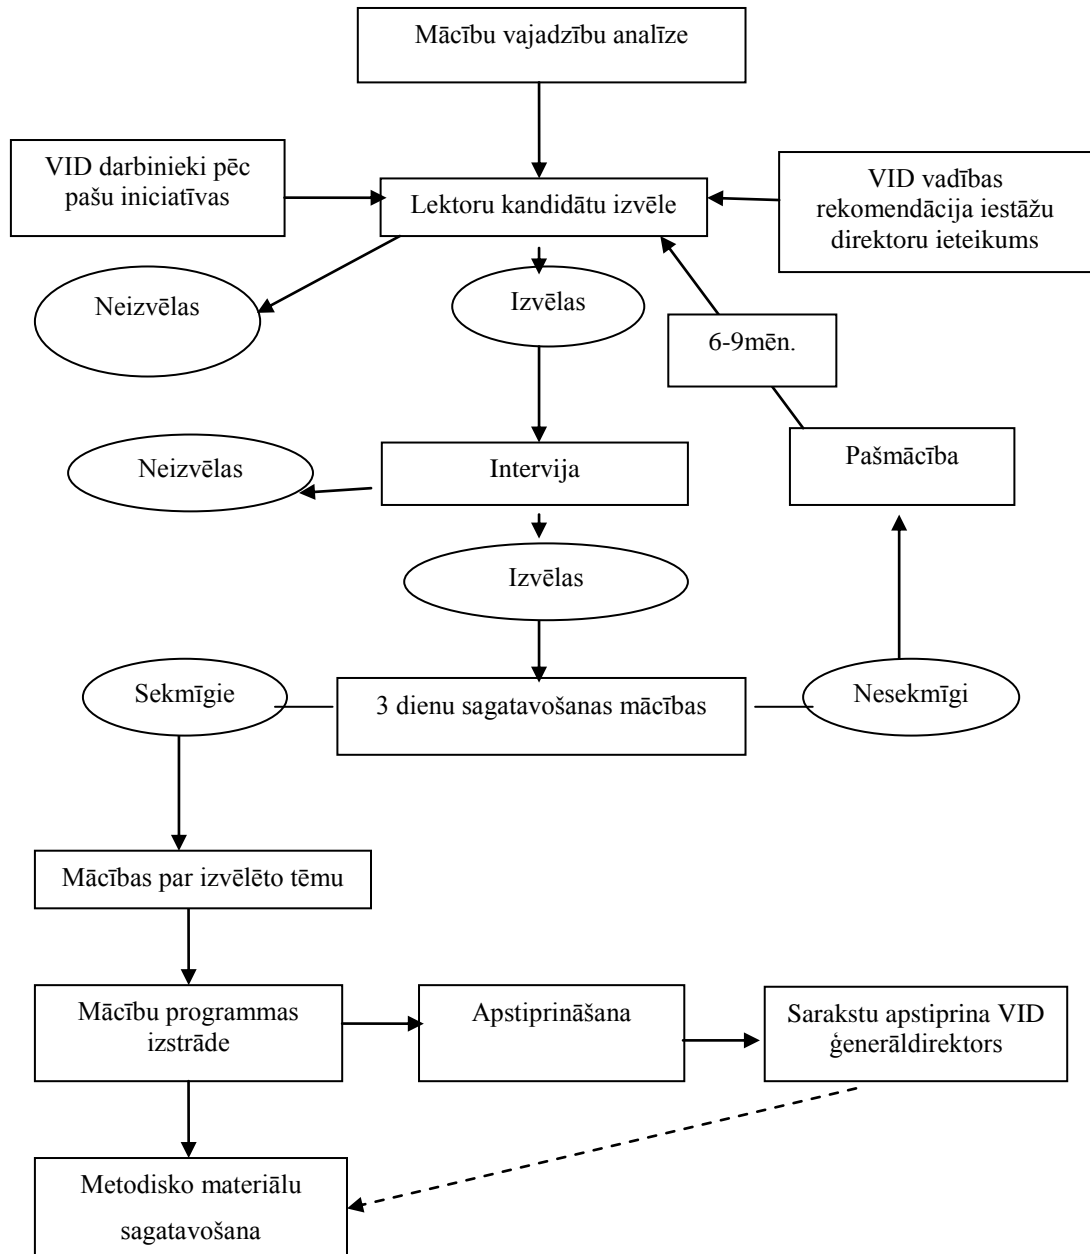 Mācību vajadzību analīze
VID darbinieki pēc
pašu iniciatīvas
Lektoru kandidātu izvēle
VID vadības
rekomendācija iestāžu
direktoru ieteikums
Neizvēlas
Izvēlas
6-9mēn.
Neizvēlas
Intervija
Pašmācība
Izvēlas
Sekmīgie
3 dienu sagatavošanas mācības
Nesekmīgi
Mācības par izvēlēto tēmu
Mācību programmas
izstrāde
Apstiprināšana
Sarakstu apstiprina VID
ģenerāldirektors
Metodisko materiālu
sagatavošana